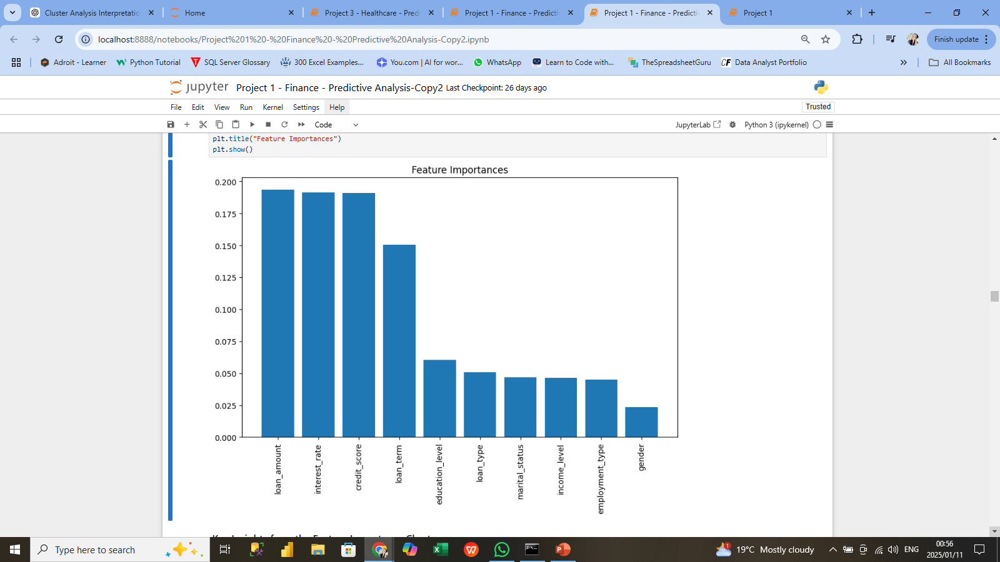 Cluster Analysis Interpretatio
Home
Project 3 - Healthcare - Predi
Project 1 - Finance - Predicti
Project 1 - Finance - Predicti
Project 1
localhost:8888/notebooks/Project%201%20-%20Finance%20-%20Predictive%20Analysis-Copy2.ipynb
Finish update
Adroit - Learner
Python Tutorial
SQL Server Glossary
300 Excel Examples...
You.com | AI for wor...
WhatsApp
Learn to Code with...
TheSpreadsheetGuru
CF Data Analyst Portfolio
All Bookmarks
jupyter Project 1 - Finance - Predictive Analysis-Copy2 Last Checkpoint: 26 days ago
File Edit View Run Kernel Settings Help
Trusted
Code
JupyterLab
Python 3 (ipykernel)
plt.title("Feature Importances")
plt.show()
Feature Importances
0.200
0.175
0.150
0.125
0.100
0.075
0.050
0.025
0.000
loan_amount
interest_rate
credit_score
loan_term
education_level
loan_type
marital_status
income_level
employment_type
gender
Type here to search
1
19°C Mostly cloudy
ENG
00:56
2025/01/11